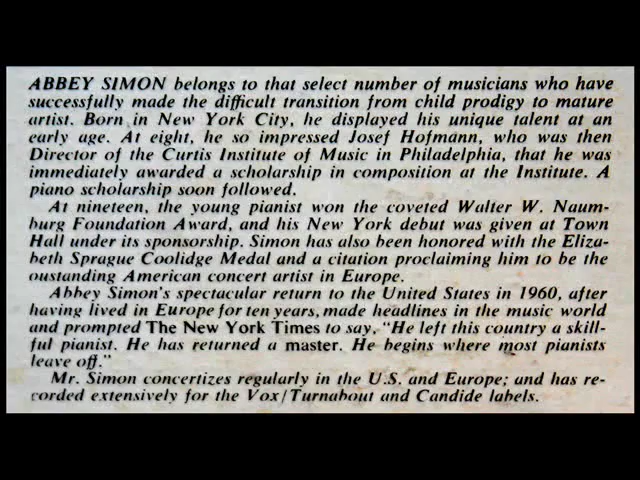 ABBEY SIMON belongs to that select number of musicians who have
successfully made the difficult transition from child prodigy to mature
artist. Born in New York City, he displayed his unique talent at an
early age. At eight, he so impressed Josef Hofmann, who was then
Director of the Curtis Institute of Music in Philadelphia, that he was
immediately awarded a scholarship in composition at the Institute. A
piano scholarship soon followed.
At nineteen, the young pianist won the coveted Walter W. Naum-
burg Foundation Award, and his New York debut was given at Town
Hall under its sponsorship. Simon has also been honored with the Eliza-
beth Sprague Coolidge Medal and a citation proclaiming him to be the
oustanding American concert artist in Europe.
Abbey Simon's spectacular return to the United States in 1960, after
having lived in Europe for ten years, made headlines in the music world
and prompted The New York Times to say, "He left this country a skill-
ful pianist. He has returned a master. He begins where most pianists
leave off."
Mr. Simon concertizes regularly in the U.S. and Europe; and has re-
corded extensively for the Vox/Turnabout and Candide labels.